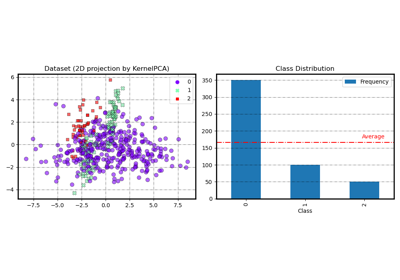 Dataset (2D projection by KernelPCA)
6
4
2
0
−2
−4
−7.5 −5.0 −2.5 0.0 2.5 5.0 7.5
0
1
2
Class Distribution
350
300
250
200
150
100
50
0
Frequency
Average
0 1 2
Class